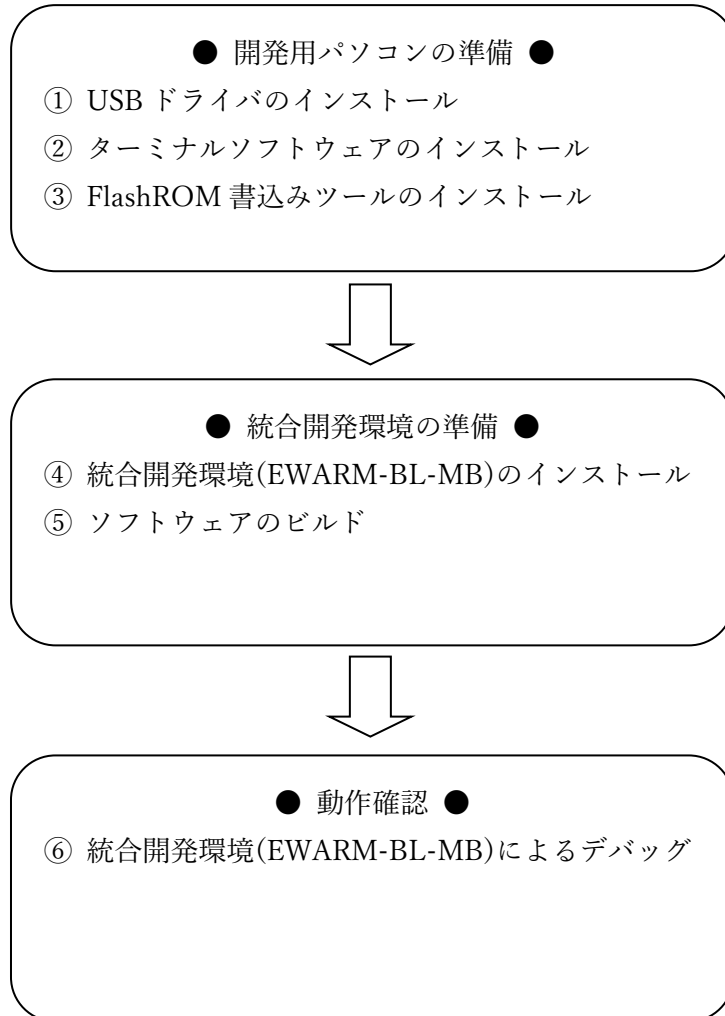 ● 開発用パソコンの準備 ●
① USB ドライバのインストール
② ターミナルソフトウェアのインストール
③ FlashROM 書込みツールのインストール
● 統合開発環境の準備 ●
④ 統合開発環境(EWARM-BL-MB)のインストール
⑤ ソフトウェアのビルド
● 動作確認 ●
⑥ 統合開発環境(EWARM-BL-MB)によるデバッグ